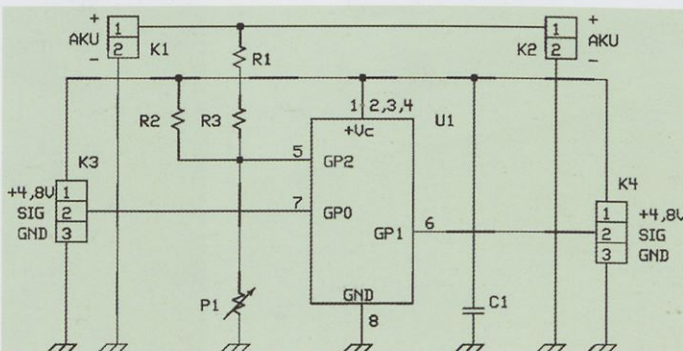 +
1
AKU
2
K1
-
R1
+
1
K2
2
AKU
-
R2
R3
1
2,3,4
+Vc
U1
K3
5
GP2
+4,8V
1
SIG
2
GND
3
7
GP0
6
GP1
K4
1
+4,8V
2
SIG
3
GND
P1
GND
8
C1